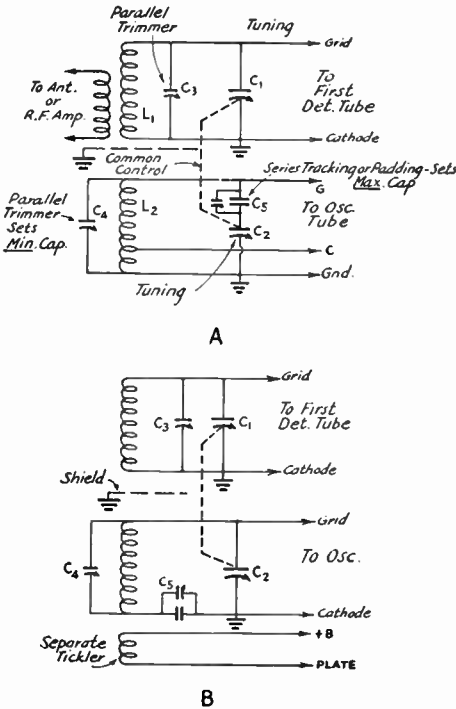 Parallel
Trimmer
Tuning
Grid
C3
C1
To Ant.
or
R.F. Amp.
L1
To
First
Det. Tube
Cathode
Common
Control
Series Tracking or Padding-Sets
Max. Cap
G
Parallel
Trimmer
Sets
Min. Cap.
C4
L2
C5
To Osc.
Tube
C2
C
Gnd.
Tuning
A
Grid
C3
C1
To First
Det. Tube
Cathode
Shield
Grid
C4
C5
C2
To Osc.
Cathode
Separate
Tickler
+B
PLATE
B